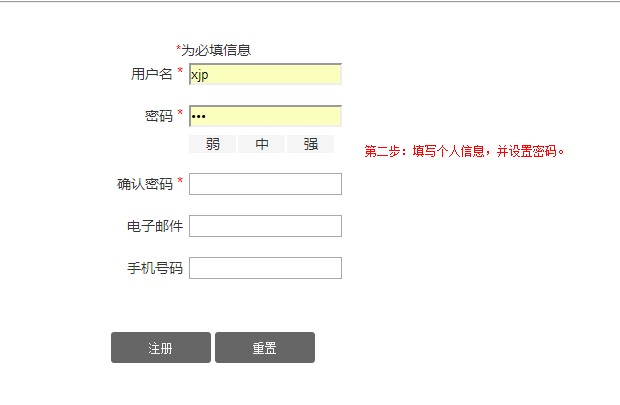 *为必填信息
用户名 * xjp
密码 * •••
弱 中 强
第二步：填写个人信息，并设置密码。
确认密码 *
电子邮件
手机号码
注册 重置